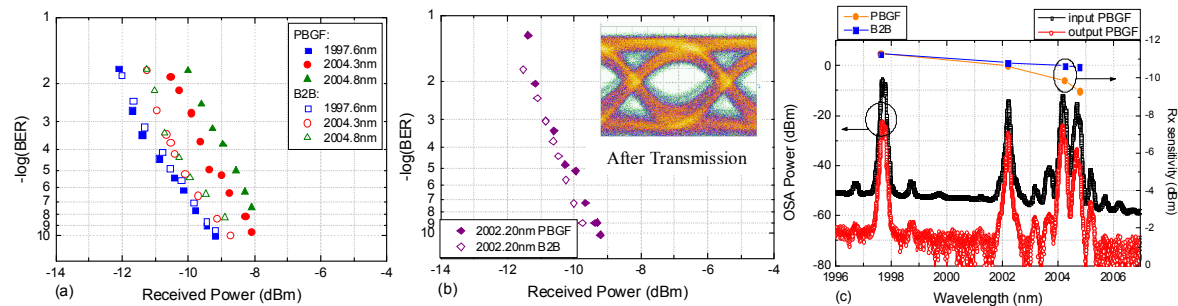 -log(BER)
1
2
3
4
5
6
7
8
9
10
-14
-12
-10
-8
-6
-4
(a)
Received Power (dBm)
PBGF:
1997.6nm
2004.3nm
2004.8nm
B2B:
1997.6nm
2004.3nm
2004.8nm
(b)
-log(BER)
1
2
3
4
5
6
7
8
9
10
-14
-12
-10
-8
-6
-4
Received Power (dBm)
After Transmission
2002.20nm PBGF
2002.20nm B2B
(c)
PBGF
B2B
input PBGF
output PBGF
OSA Power (dBm)
0
-20
-40
-60
-80
1996
1998
2000
2002
2004
2006
Wavelength (nm)
-12
-10
-8
-6
-4
-2
0
Rx sensitivity (dBm)